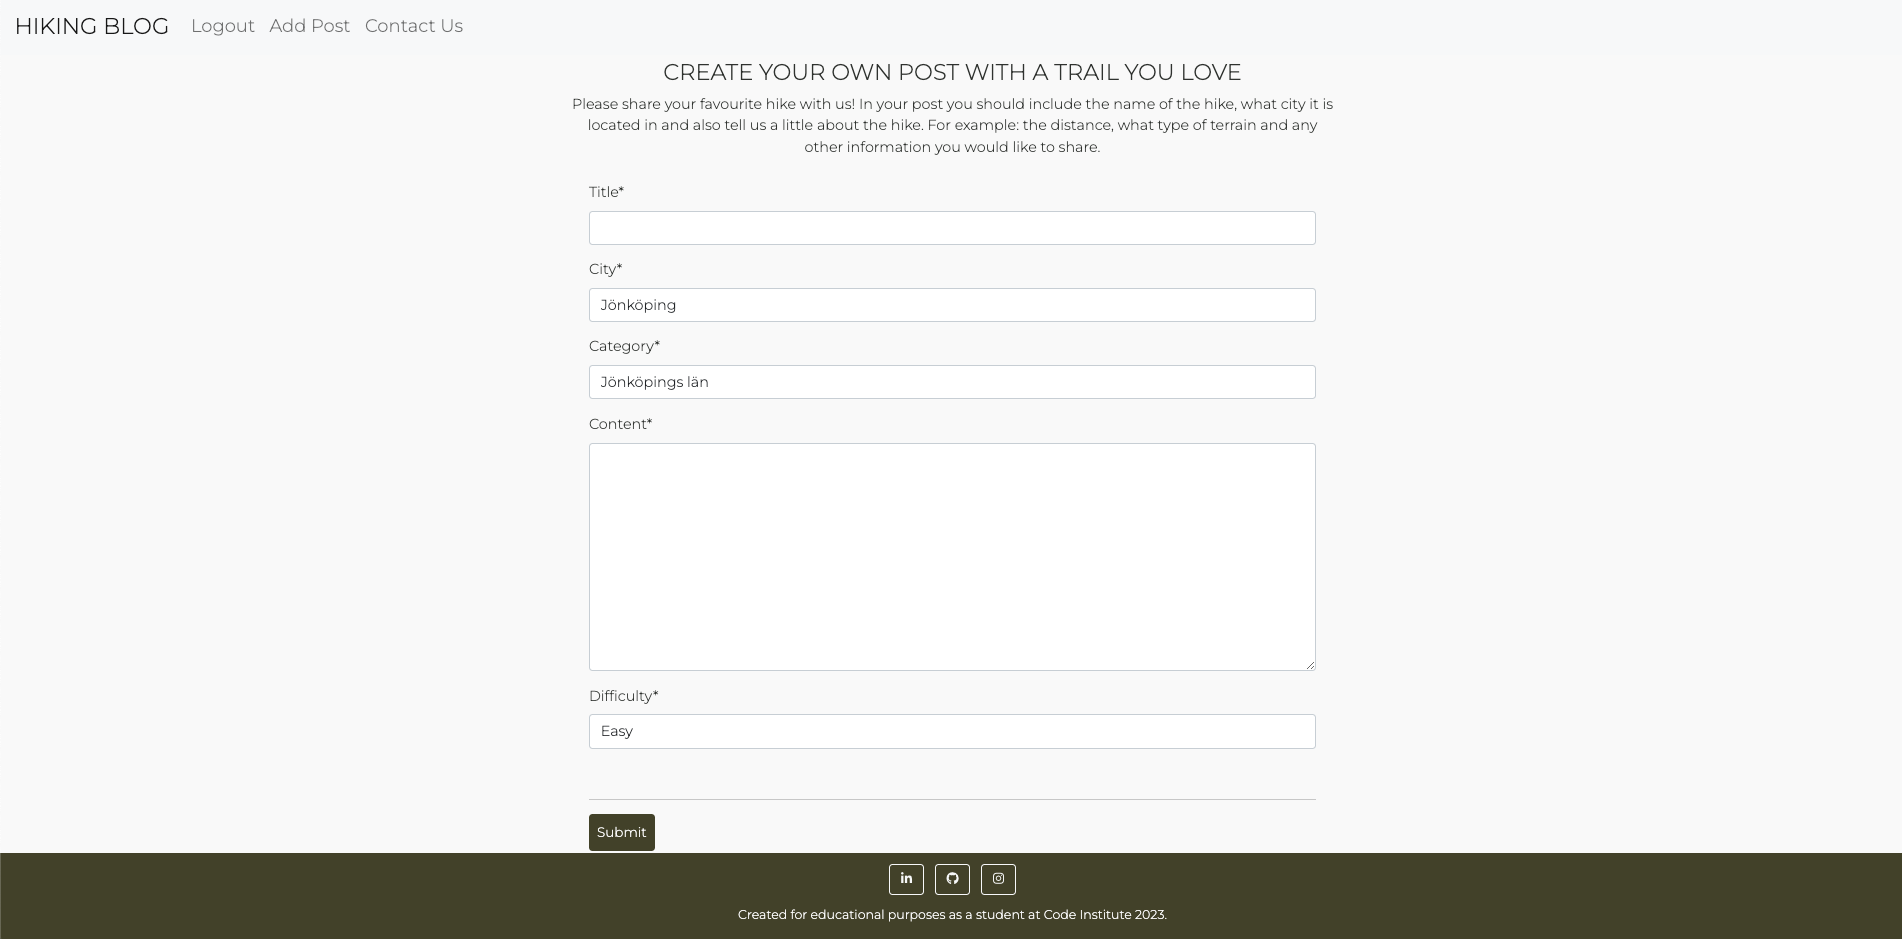 HIKING BLOG
Logout
Add Post
Contact Us
CREATE YOUR OWN POST WITH A TRAIL YOU LOVE
Please share your favourite hike with us! In your post you should include the name of the hike, what city it is
located in and also tell us a little about the hike. For example: the distance, what type of terrain and any
other information you would like to share.
Title*
City*
Jönköping
Category*
Jönköpings län
Content*
Difficulty*
Easy
Submit
in
Created for educational purposes as a student at Code Institute 2023.